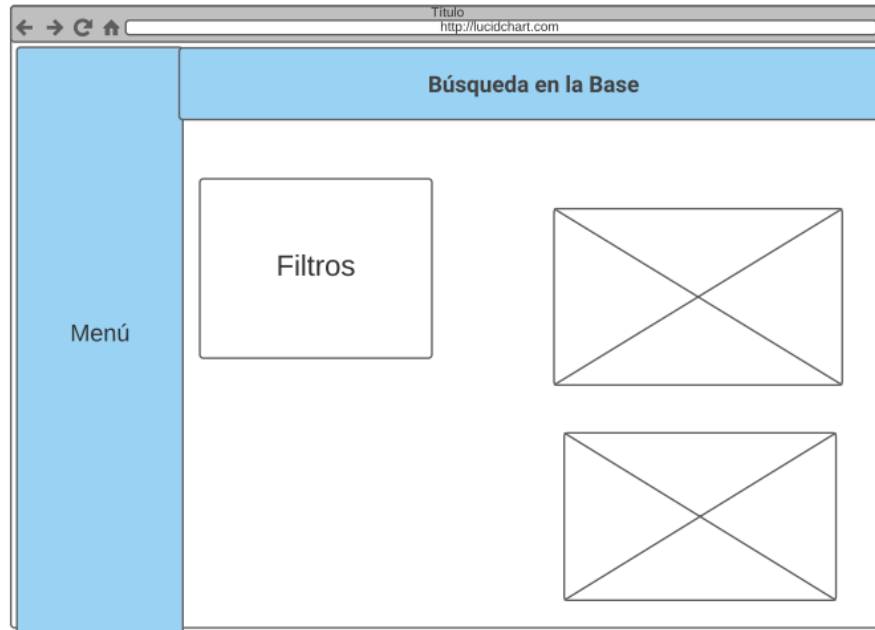 Título
http://lucidchart.com
Búsqueda en la Base
Filtros
Menú